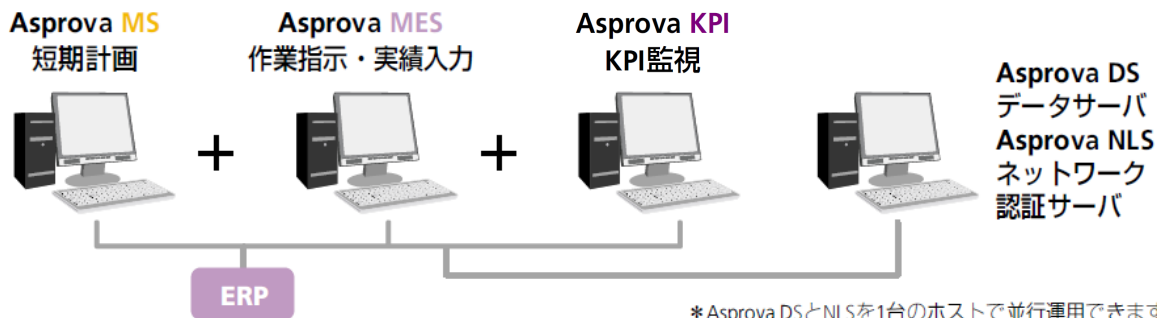 Asprova MS
短期計画
Asprova MES
作業指示・実績入力
Asprova KPI
KPI監視
Asprova DS
データサーバ
Asprova NLS
ネットワーク
認証サーバ
+
+
ERP
*Asprova DSとNLSを1台のホストで並行運用できます